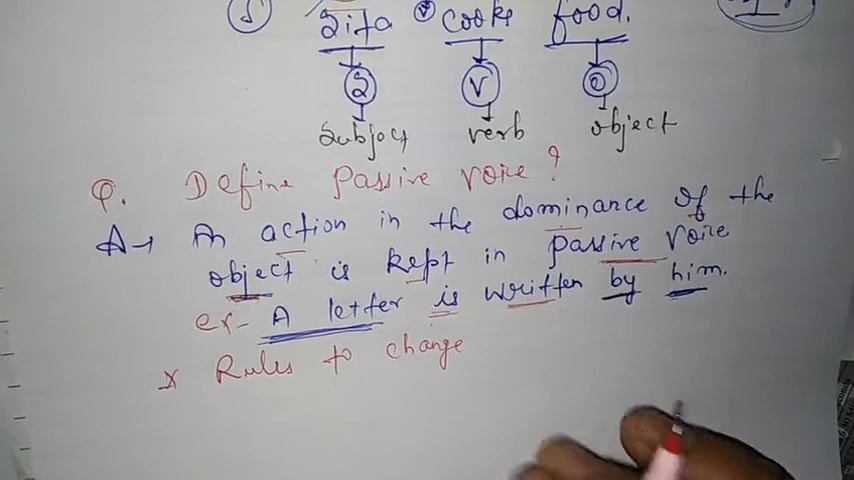 Sita cooks food.
S V O
Subject verb object
Q. Define Passive voice?
A→ An action in the dominance of the
object is kept in passive voice
ex- A letter is written by him.
* Rules to change